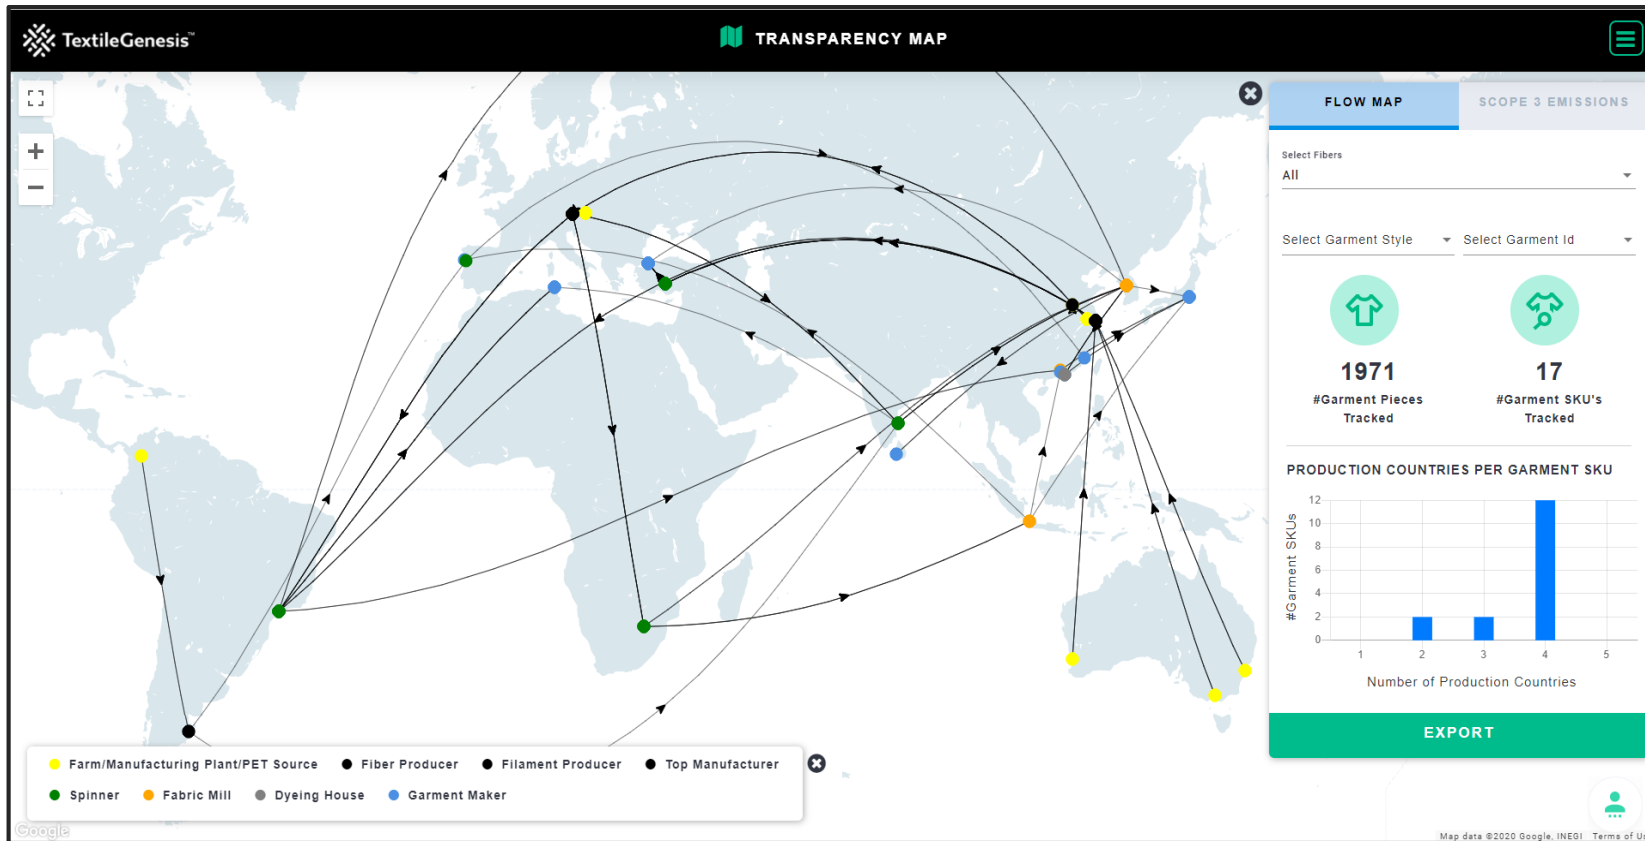 TextileGenesis™
TRANSPARENCY MAP
FLOW MAP
SCOPE 3 EMISSIONS
Select Fibers
All
Select Garment Style
Select Garment Id
1971
#Garment Pieces
Tracked
17
#Garment SKU's
Tracked
PRODUCTION COUNTRIES PER GARMENT SKU
#Garment SKUs
12
10
8
6
4
2
0
1 2 3 4 5
Number of Production Countries
EXPORT
Farm/Manufacturing Plant/PET Source Fiber Producer Filament Producer Top Manufacturer
Spinner Fabric Mill Dyeing House Garment Maker
Google
Map data ©2020 Google, INEGI Terms of U